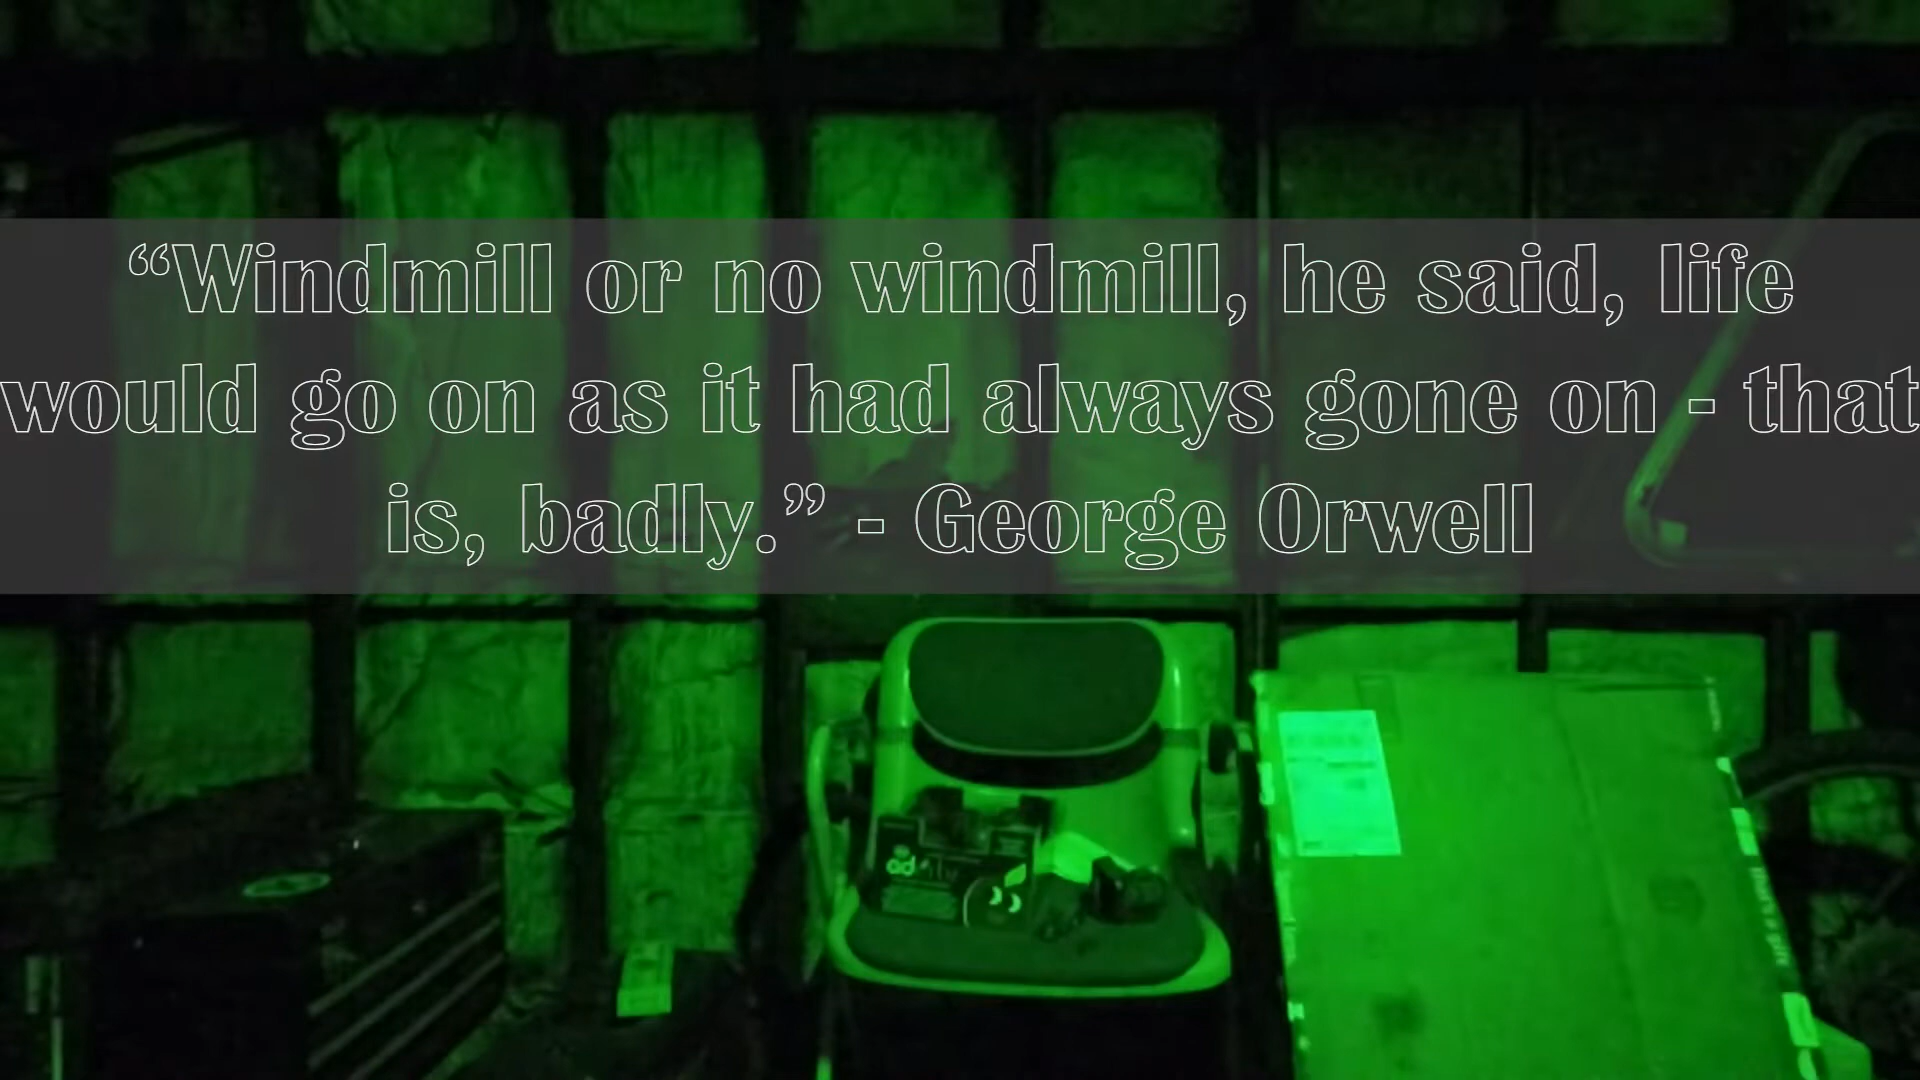 “Windmill or no windmill, he said, life
would go on as it had always gone on - that
is, badly.” - George Orwell